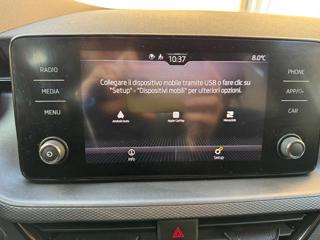 10:37
8.0°C
RADIO
MEDIA
MENU
Collegare il dispositivo mobile tramite USB o fare clic su
"Setup" - "Dispositivi mobili" per ulteriori opzioni.
PHONE
APP/
CAR
Android Auto
Apple CarPlay
MirrorLink
Info
Setup